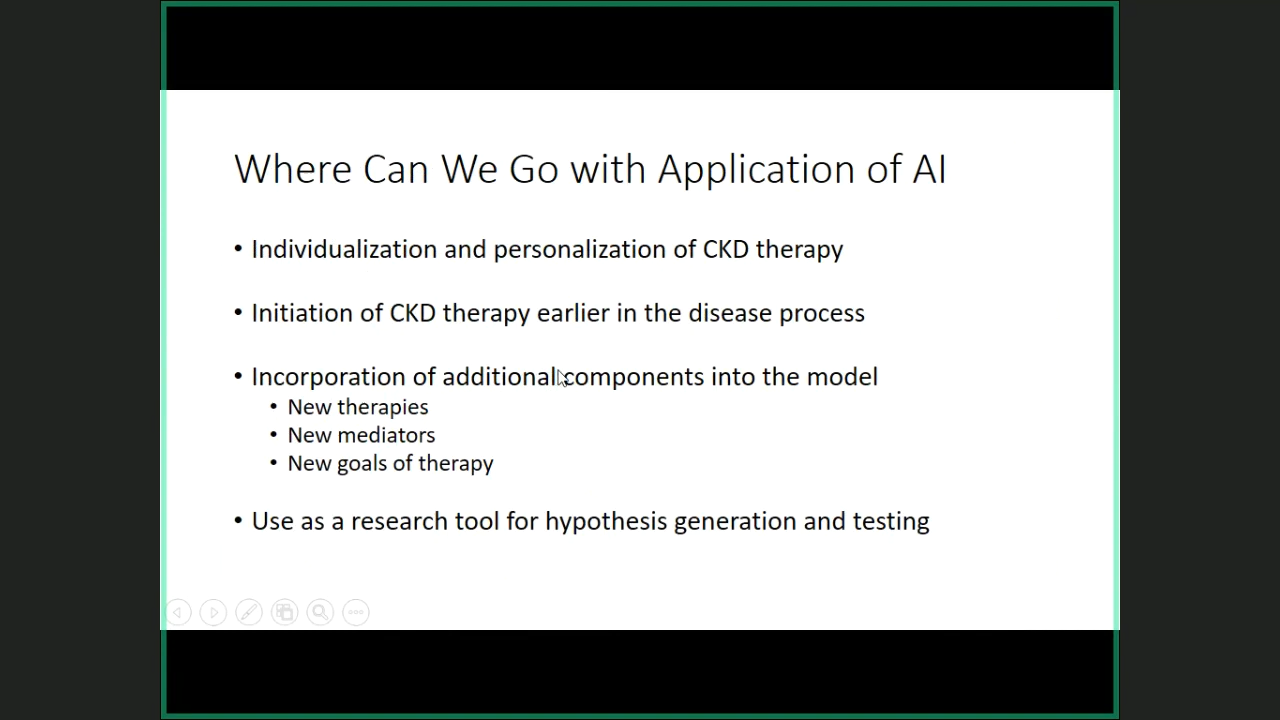 Where Can We Go with Application of AI
• Individualization and personalization of CKD therapy
• Initiation of CKD therapy earlier in the disease process
• Incorporation of additional components into the model
• New therapies
• New mediators
• New goals of therapy
• Use as a research tool for hypothesis generation and testing